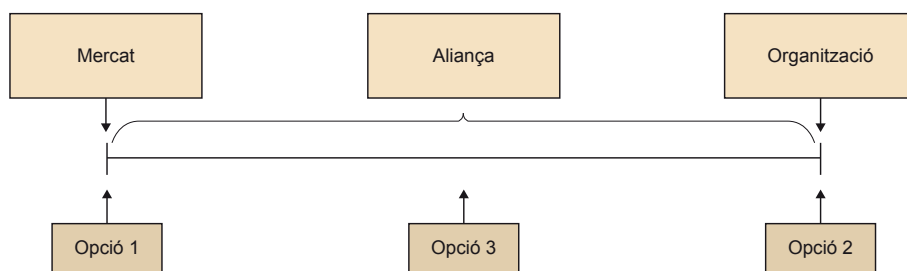 Mercat
Aliança
Organització
Opció 1
Opció 3
Opció 2